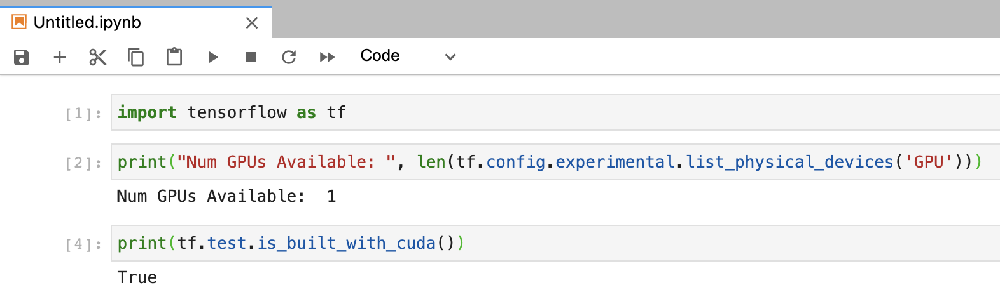 Untitled.ipynb
Code
[1]: import tensorflow as tf
[2]: print("Num GPUs Available: ", len(tf.config.experimental.list_physical_devices('GPU')))
Num GPUs Available:  1
[4]: print(tf.test.is_built_with_cuda())
True